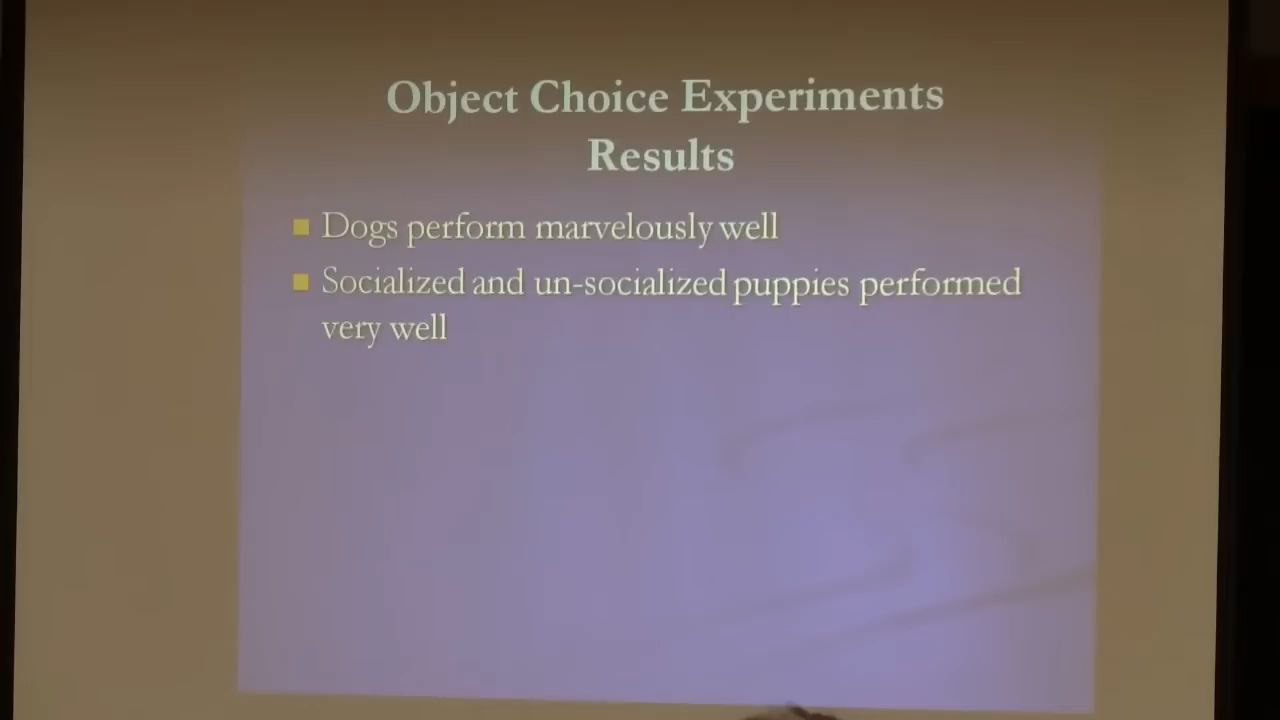 Object Choice Experiments
Results
Dogs perform marvelously well
Socialized and un-socialized puppies performed
very well